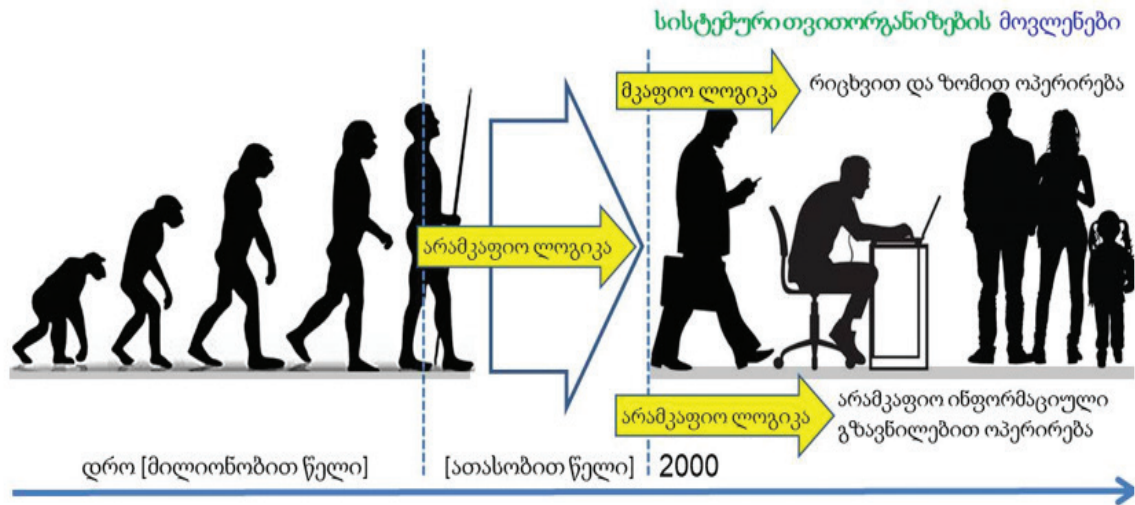 სისტემური თვითორგანიზების მოვლენები
მკაფიო ლოგიკა
რიცხვით და ზომით ოპერირება
არამკაფიო ლოგიკა
არამკაფიო ლოგიკა
არამკაფიო ინფორმაციული
გზავნილებით ოპერირება
დრო [მილიონობით წელი]
[ათასობით წელი]
2000